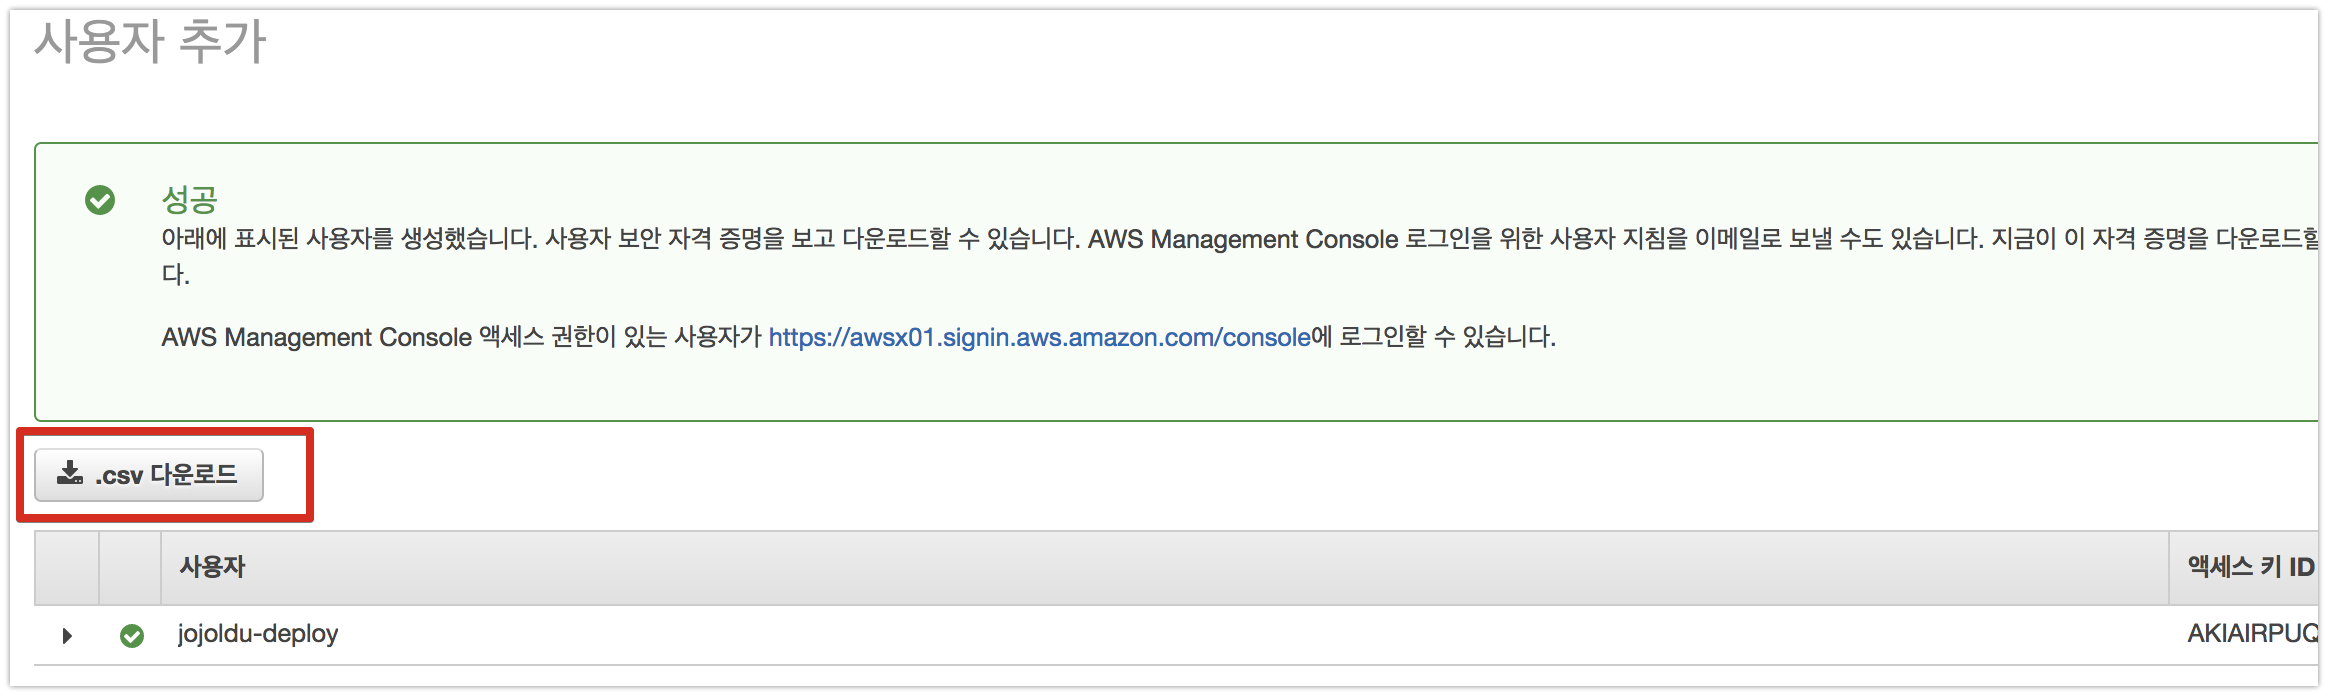 사용자 추가
성공
아래에 표시된 사용자를 생성했습니다. 사용자 보안 자격 증명을 보고 다운로드할 수 있습니다. AWS Management Console 로그인을 위한 사용자 지침을 이메일로 보낼 수도 있습니다. 지금이 이 자격 증명을 다운로드할
다.
AWS Management Console 액세스 권한이 있는 사용자가 https://awsx01.signin.aws.amazon.com/console에 로그인할 수 있습니다.
.csv 다운로드
사용자 액세스 키 ID
jojoldu-deploy AKIAIRPUQ